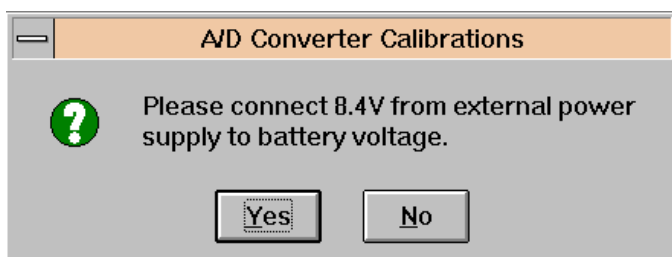 A/D Converter Calibrations
Please connect 8.4V from external power
supply to battery voltage.
Yes
No